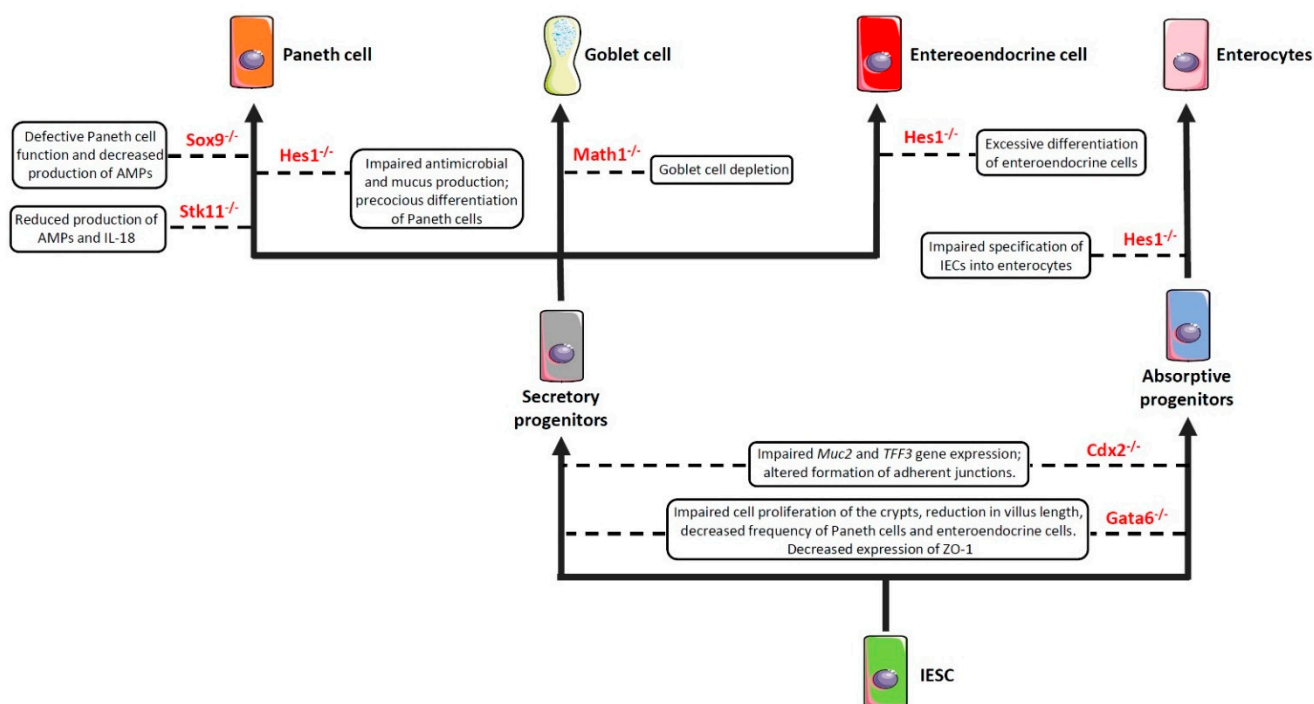 Paneth cell
Goblet cell
Entereoendocrine cell
Enterocytes
Defective Paneth cell
function and decreased
production of AMPs
Sox9-/-
Hes1-/-
Impaired antimicrobial
and mucus production;
precocious differentiation
of Paneth cells
Math1-/-
Goblet cell depletion
Hes1-/-
Excessive differentiation
of enteroendocrine cells
Reduced production of
AMPs and IL-18
Stk11-/-
Impaired specification of
IECs into enterocytes
Hes1-/-
Secretory
progenitors
Absorptive
progenitors
Impaired Muc2 and TFF3 gene expression;
altered formation of adherent junctions.
Cdx2-/-
Impaired cell proliferation of the crypts, reduction in villus length,
decreased frequency of Paneth cells and enteroendocrine cells.
Decreased expression of ZO-1
Gata6-/-
IESC